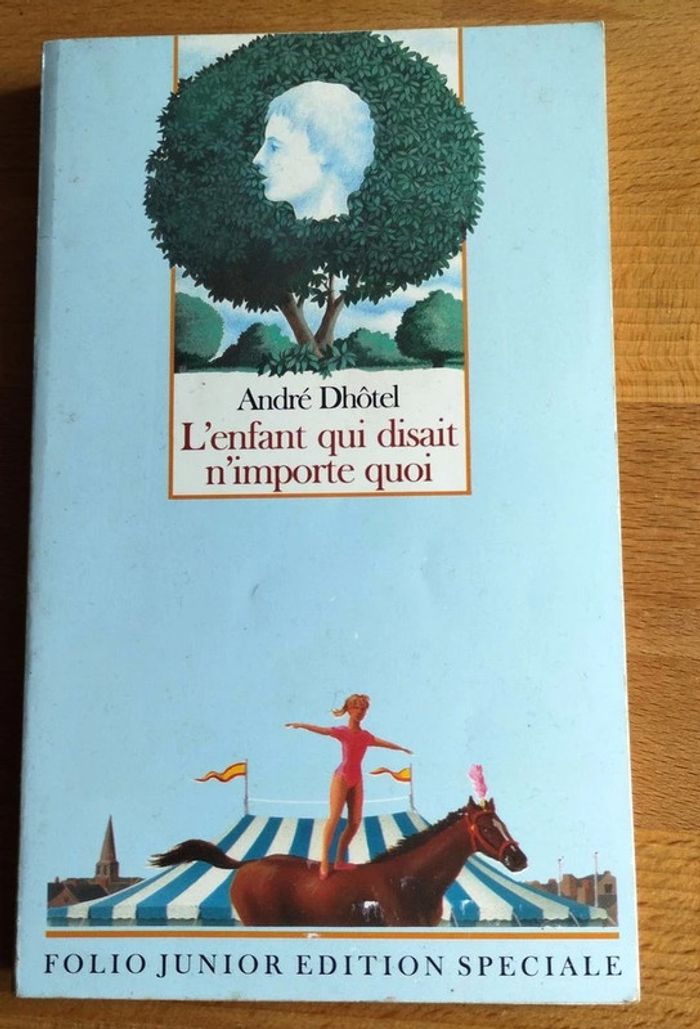 André Dhôtel
L'enfant qui disait
n'importe quoi
FOLIO JUNIOR EDITION SPECIALE